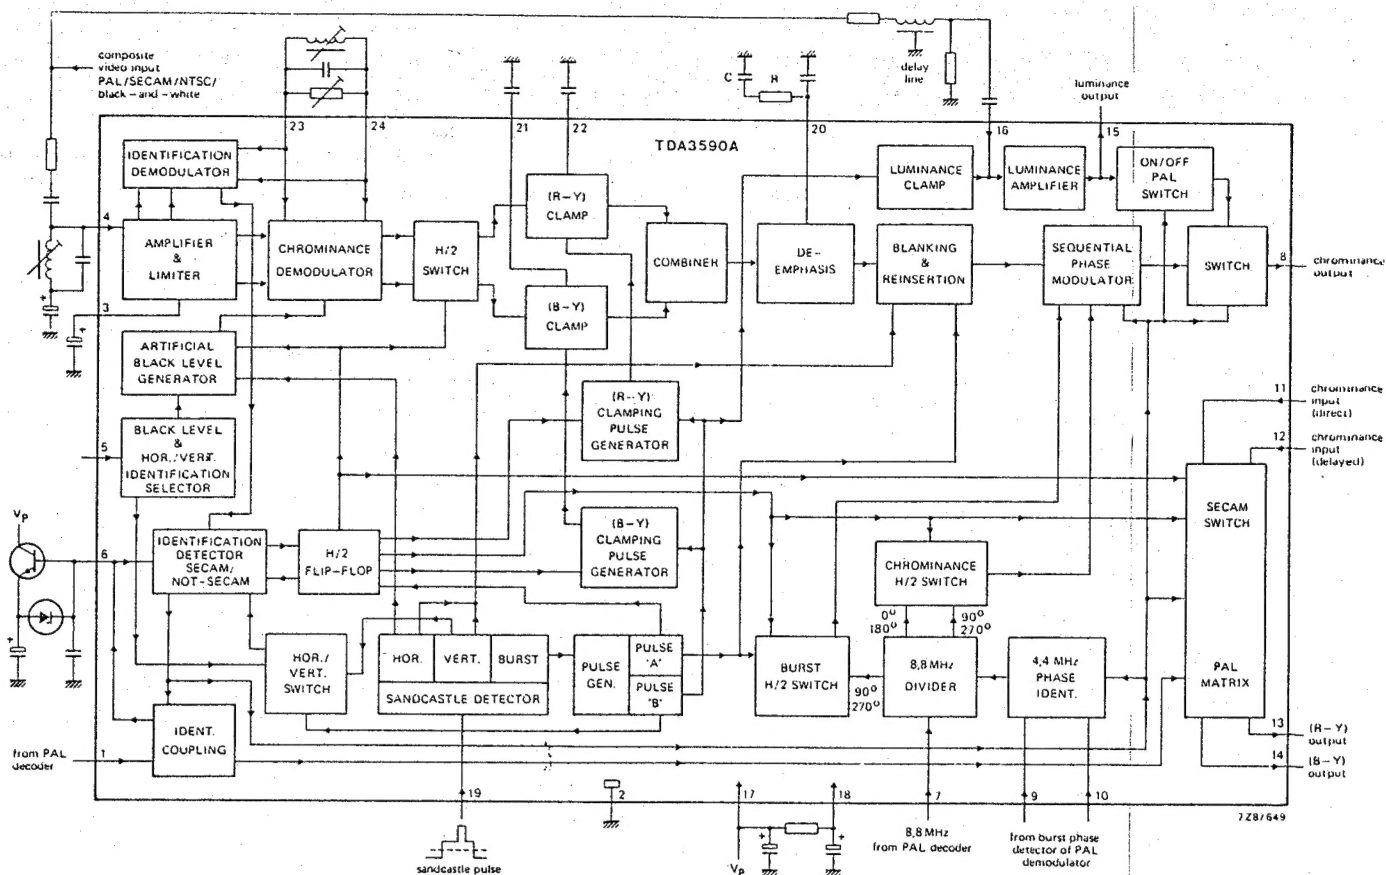 composite
video input
PAL/SECAM/NTSC/
black-and-white
delay
line
luminance
output
C
R
23
24
21
22
20
16
15
TDA3590A
IDENTIFICATION
DEMODULATOR
LUMINANCE
CLAMP
LUMINANCE
AMPLIFIER
ON/OFF
PAL
SWITCH
4
AMPLIFIER
&
LIMITER
CHROMINANCE
DEMODULATOR
H/2
SWITCH
(R-Y)
CLAMP
COMBINER
DE-
EMPHASIS
BLANKING
&
REINSERTION
SEQUENTIAL
PHASE
MODULATOR
SWITCH
8
chrominance
output
(B-Y)
CLAMP
3
ARTIFICIAL
BLACK LEVEL
GENERATOR
(R-Y)
CLAMPING
PULSE
GENERATOR
11
chrominance
input
(direct)
12
chrominance
input
(delayed)
5
BLACK LEVEL
&
HOR./VERT.
IDENTIFICATION
SELECTOR
SECAM
SWITCH
PAL
MATRIX
Vp
6
IDENTIFICATION
DETECTOR
SECAM/
NOT-SECAM
H/2
FLIP-FLOP
(B-Y)
CLAMPING
PULSE
GENERATOR
CHROMINANCE
H/2 SWITCH
0°
180°
90°
270°
HOR./
VERT.
SWITCH
HOR.
VERT.
BURST
SANDCASTLE DETECTOR
PULSE
GEN.
PULSE
'A'
PULSE
'B'
BURST
H/2 SWITCH
90°
270°
8,8 MHz
DIVIDER
4,4 MHz
PHASE
IDENT.
13
(R-Y)
output
14
(B-Y)
output
from PAL
decoder
1
IDENT.
COUPLING
19
2
17
18
7
9
10
7Z87649
sandcastle pulse
Vp
8,8 MHz
from PAL decoder
from burst phase
detector of PAL
demodulator